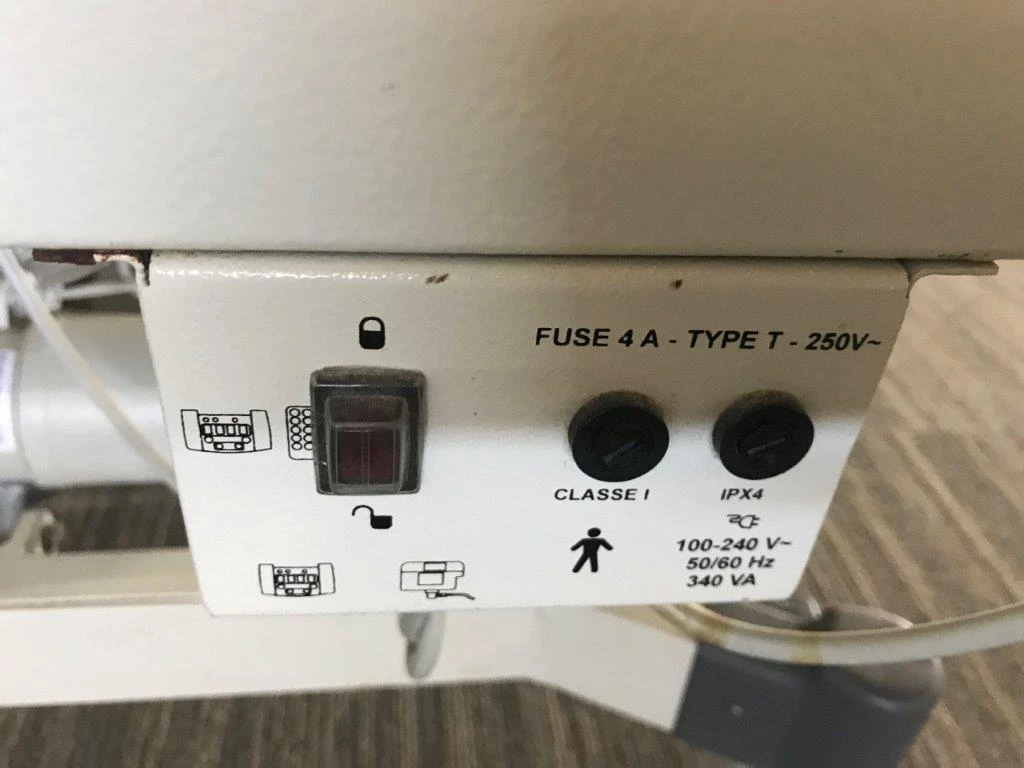 FUSE 4 A - TYPE T - 250V~
CLASSE I
IPX4
100-240 V~
50/60 Hz
340 VA